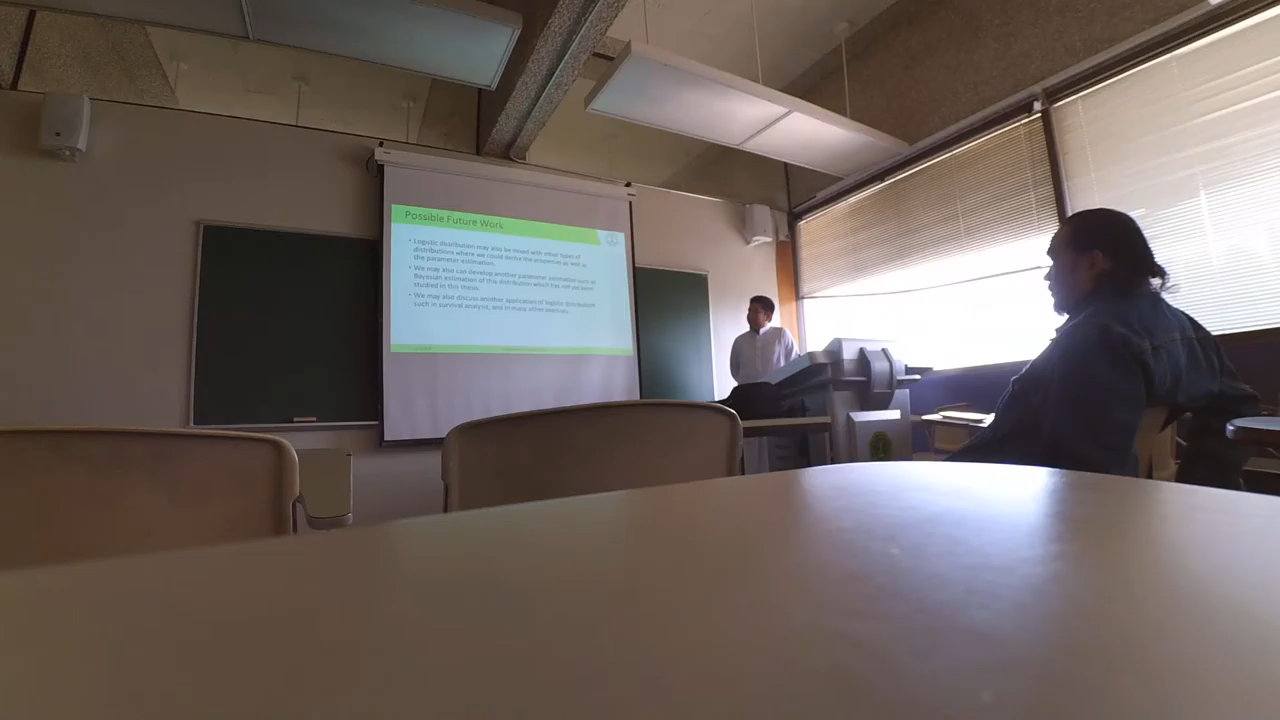 Possible Future Work
• Logistic distribution may also be mixed with other types of
distributions where we could derive the properties as well as
the parameter estimation.
• We may also can develop another parameter estimation such as
Bayesian estimation of this distribution which has not yet been
studied in this thesis.
• We may also discuss another application of logistic distribution
such in survival analysis, and in many other